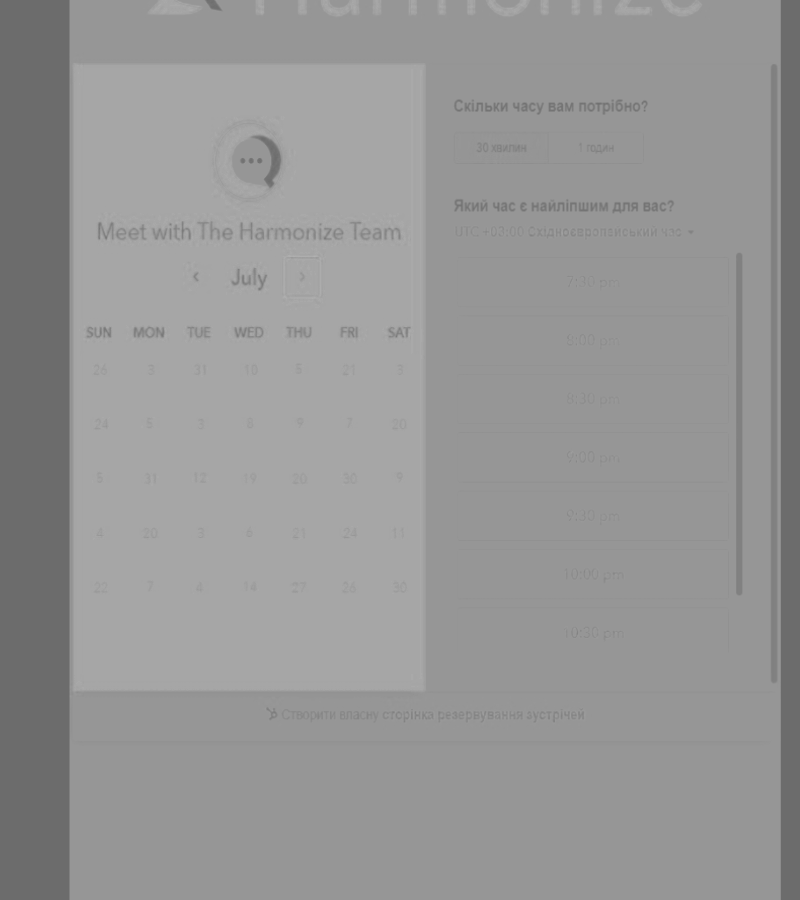 Harmonize
Meet with The Harmonize Team
July
SUN MON TUE WED THU FRI SAT
26 3 31 18 5 21 3
24 5 3 8 9 7 20
5 31 12 19 20 30 9
4 20 3 6 21 24 11
22 7 4 14 27 26 30
Скільки часу вам потрібно?
30 хвилин 1 годин
Який час є найліпшим для вас?
UTC +03:00 Східноєвропейський час
7:30 pm
8:00 pm
8:30 pm
9:00 pm
9:30 pm
10:00 pm
10:30 pm
Створити власну сторінка резервування зустрічей